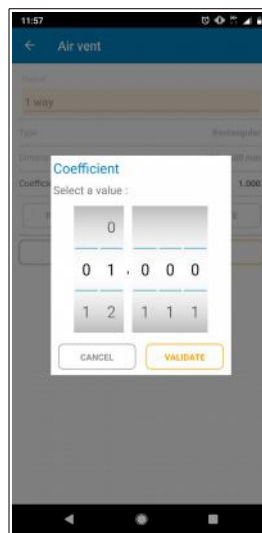 11:57
Air vent
Name
1 way
Type Rectangular
Coefficient
Select a value :
1.000
0
0 1 . 0 0 0
1 2 1 1 1
CANCEL VALIDATE